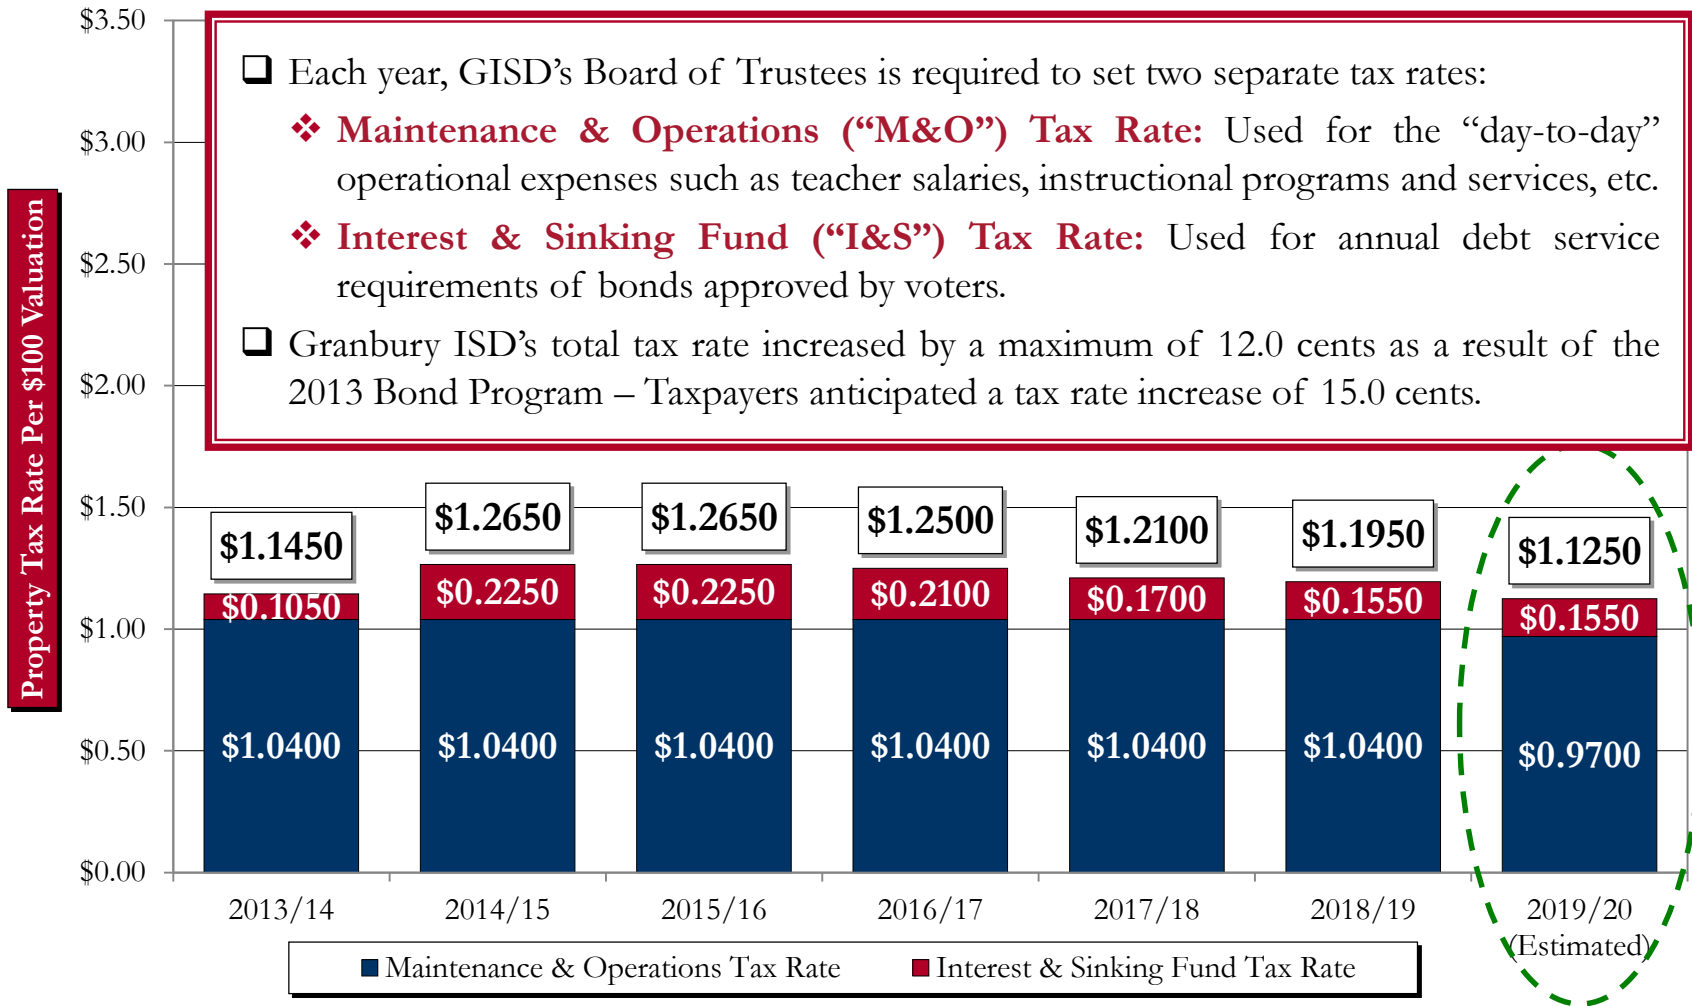 $3.50
$3.00
$2.50
$2.00
$1.50
$1.00
$0.50
$0.00
Property Tax Rate Per $100 Valuation
❑ Each year, GISD’s Board of Trustees is required to set two separate tax rates:
❖ Maintenance & Operations (“M&O”) Tax Rate: Used for the “day-to-day”
operational expenses such as teacher salaries, instructional programs and services, etc.
❖ Interest & Sinking Fund (“I&S”) Tax Rate: Used for annual debt service
requirements of bonds approved by voters.
❑ Granbury ISD’s total tax rate increased by a maximum of 12.0 cents as a result of the
2013 Bond Program – Taxpayers anticipated a tax rate increase of 15.0 cents.
$1.1450 $1.2650 $1.2650 $1.2500 $1.2100 $1.1950 $1.1250
$0.1050 $0.2250 $0.2250 $0.2100 $0.1700 $0.1550 $0.1550
$1.0400 $1.0400 $1.0400 $1.0400 $1.0400 $1.0400 $0.9700
2013/14 2014/15 2015/16 2016/17 2017/18 2018/19 2019/20
(Estimated)
Maintenance & Operations Tax Rate Interest & Sinking Fund Tax Rate